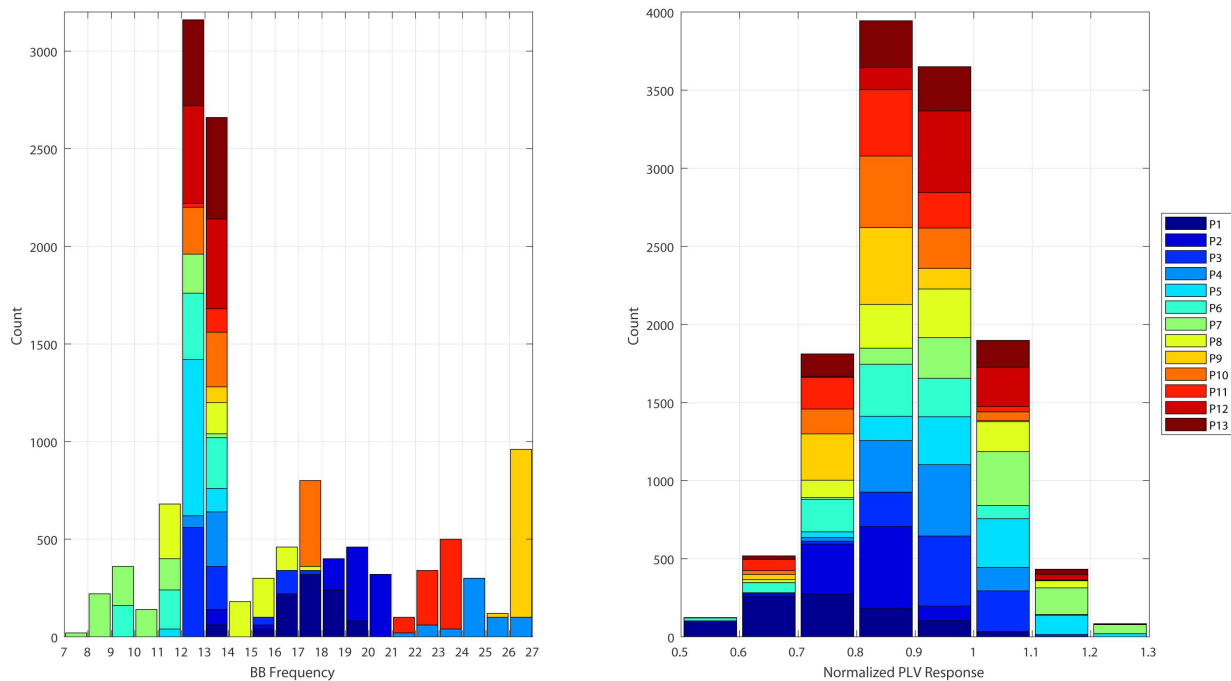 3000
2500
2000
1500
1000
500
0
Count
7 8 9 10 11 12 13 14 15 16 17 18 19 20 21 22 23 24 25 26 27
BB Frequency
4000
3500
3000
2500
2000
1500
1000
500
0
Count
0.5 0.6 0.7 0.8 0.9 1 1.1 1.2 1.3
Normalized PLV Response
P1
P2
P3
P4
P5
P6
P7
P8
P9
P10
P11
P12
P13